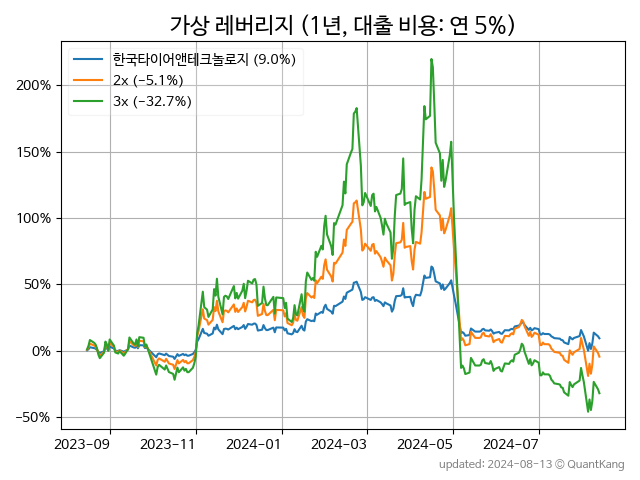 가상 레버리지 (1년, 대출 비용: 연 5%)
한국타이어앤테크놀로지 (9.0%)
2x (−5.1%)
3x (−32.7%)
200%
150%
100%
50%
0%
−50%
2023-09 2023-11 2024-01 2024-03 2024-05 2024-07
updated: 2024-08-13 © QuantKang